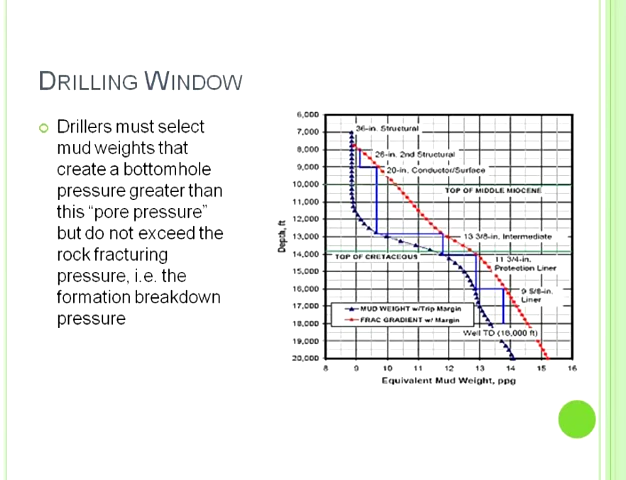 DRILLING WINDOW
Drillers must select
mud weights that
create a bottomhole
pressure greater than
this “pore pressure”
but do not exceed the
rock fracturing
pressure, i.e. the
formation breakdown
pressure
6,000
7,000
8,000
9,000
10,000
11,000
12,000
13,000
14,000
15,000
16,000
17,000
18,000
19,000
20,000
Depth, ft
36-in. Structural
26-in. 2nd Structural
20-in. Conductor/Surface
TOP OF MIDDLE MIOCENE
13 3/8-in. Intermediate
TOP OF CRETACEOUS
11 3/4-in.
Protection Liner
9 5/8-in.
Liner
MUD WEIGHT w/Trip Margin
FRAC GRADIENT w/ Margin
Well TD (18,000 ft)
8 9 10 11 12 13 14 15 16
Equivalent Mud Weight, ppg